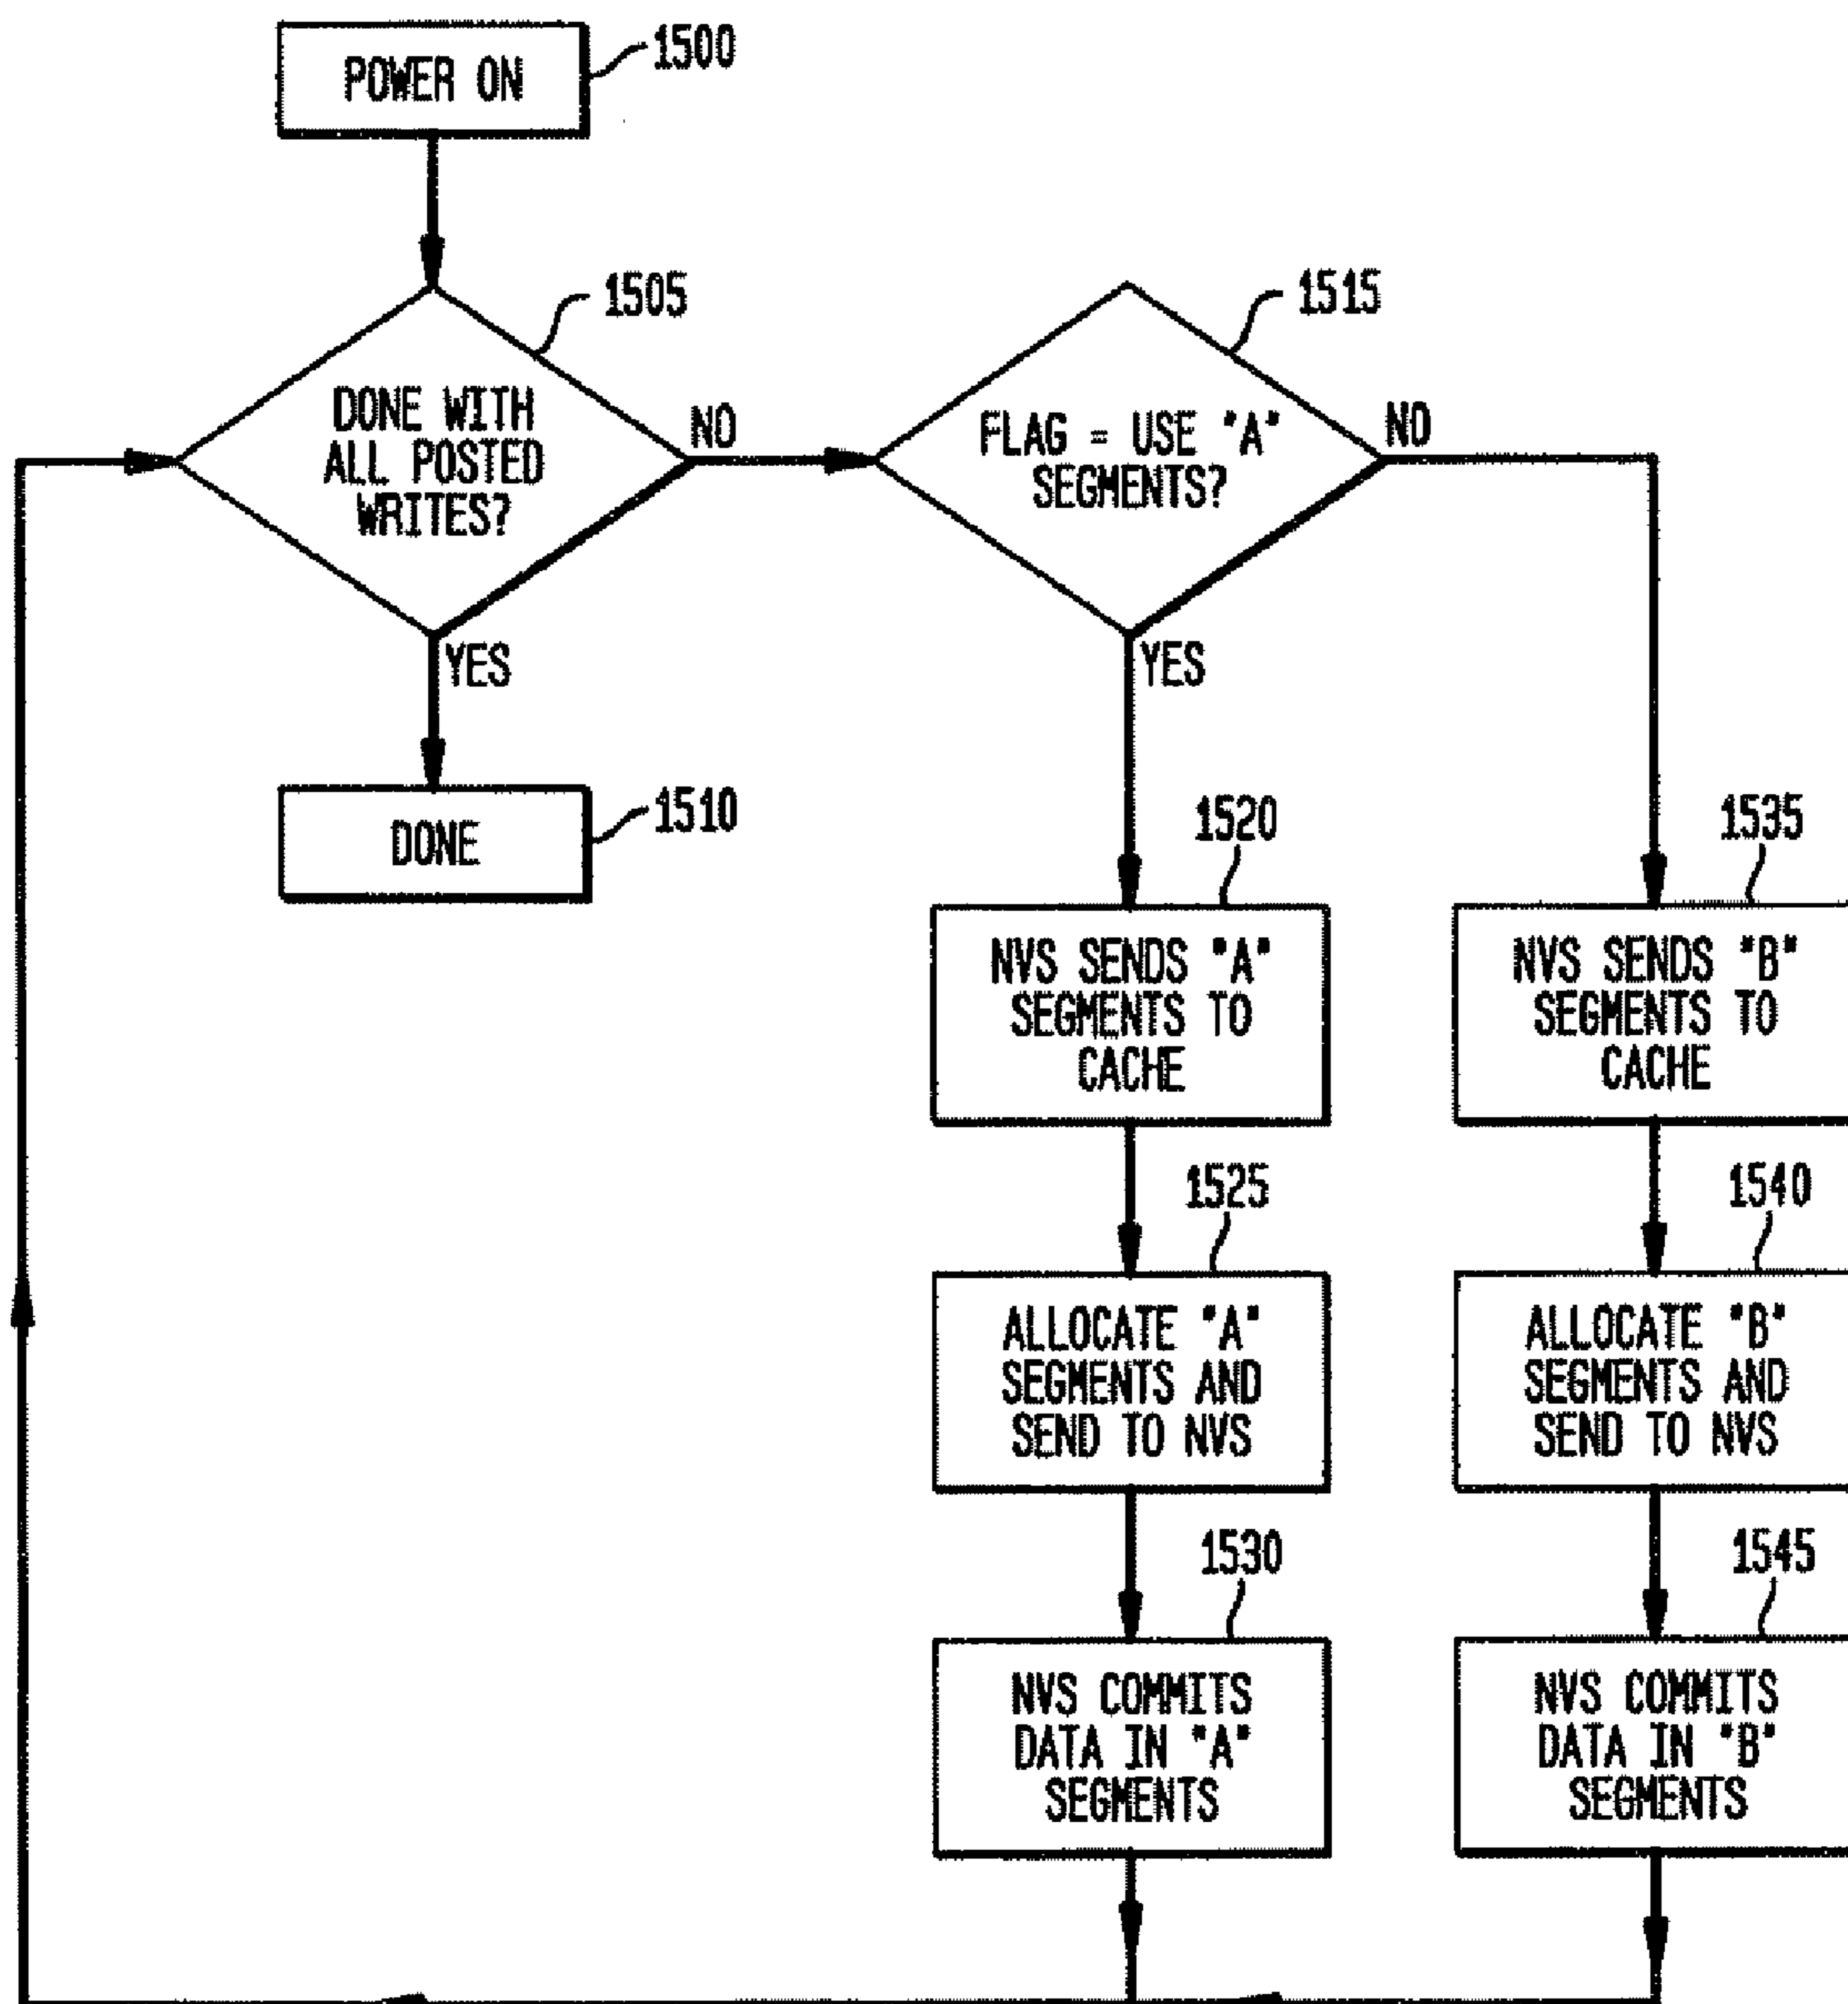 POWER ON
1500
DONE WITH
ALL POSTED
WRITES?
1505
NO
YES
DONE
1510
FLAG = USE "A"
SEGMENTS?
1515
NO
YES
1520
NVS SENDS "A"
SEGMENTS TO
CACHE
1525
ALLOCATE "A"
SEGMENTS AND
SEND TO NVS
1530
NVS COMMITS
DATA IN "A"
SEGMENTS
1535
NVS SENDS "B"
SEGMENTS TO
CACHE
1540
ALLOCATE "B"
SEGMENTS AND
SEND TO NVS
1545
NVS COMMITS
DATA IN "B"
SEGMENTS